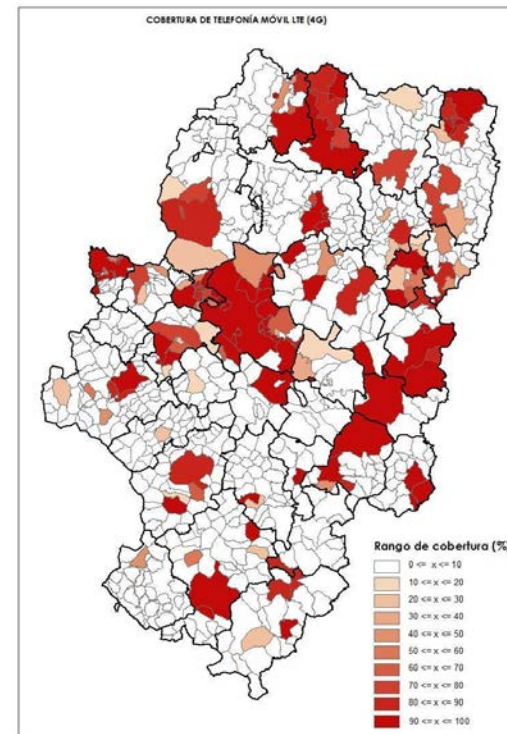 COBERTURA DE TELEFONÍA MÓVIL LTE (4G)
Rango de cobertura (%)
0 <= x <= 10
10 <= x <= 20
20 <= x <= 30
30 <= x <= 40
40 <= x <= 50
50 <= x <= 60
60 <= x <= 70
70 <= x <= 80
80 <= x <= 90
90 <= x <= 100